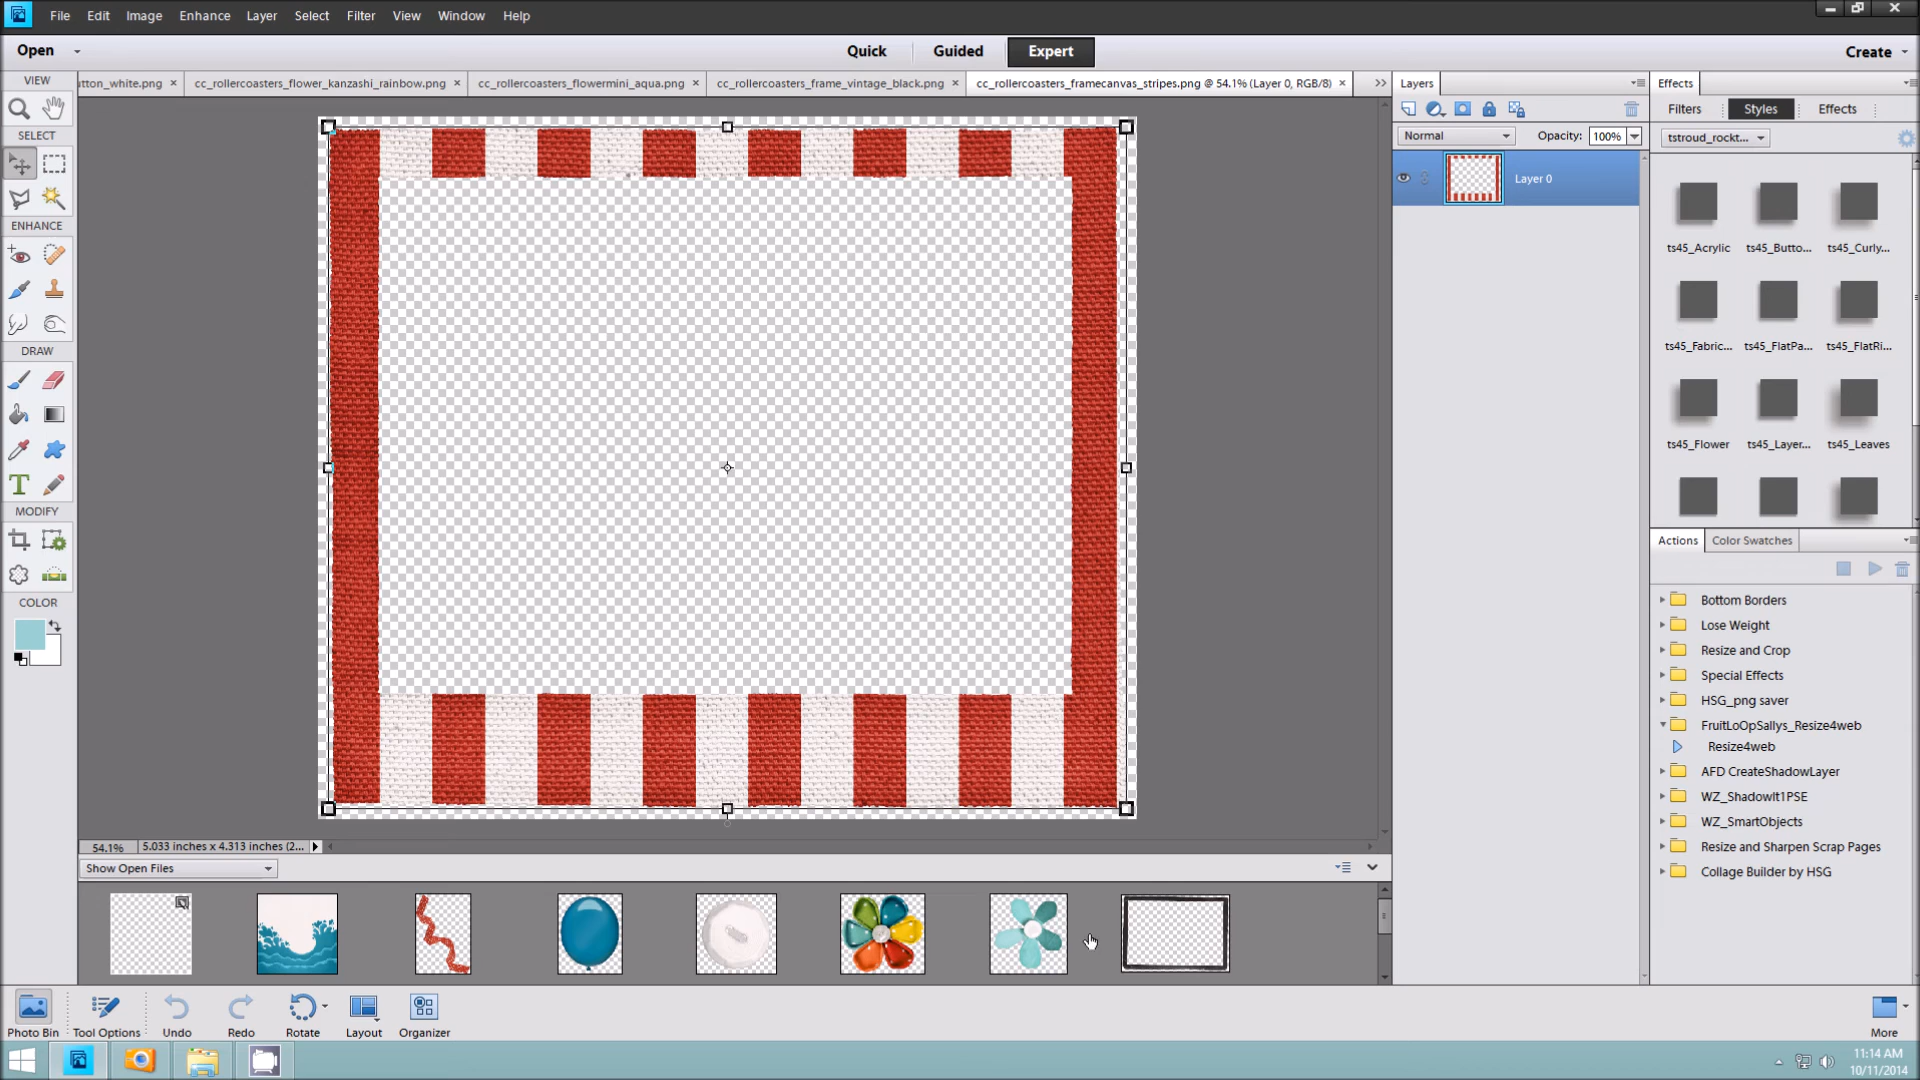 File Edit Image Enhance Layer Select Filter View Window Help
Open Quick Guided Expert Create
VIEW
tton_white.png cc_rollercoasters_flower_kanzashi_rainbow.png cc_rollercoasters_flowermini_aqua.png cc_rollercoasters_frame_vintage_black.png cc_rollercoasters_framecanvas_stripes.png @ 54.1% (Layer 0, RGB/8)
SELECT
ENHANCE
DRAW
T
MODIFY
COLOR
Layers
Normal Opacity: 100%
Layer 0
Effects
Filters Styles Effects
tstroud_rockt...
ts45_Acrylic ts45_Butto... ts45_Curly...
ts45_Fabric... ts45_FlatPa... ts45_FlatRi...
ts45_Flower ts45_Layer... ts45_Leaves
Actions Color Swatches
Bottom Borders
Lose Weight
Resize and Crop
Special Effects
HSG_png saver
FruitLoOpSallys_Resize4web
Resize4web
AFD CreateShadowLayer
WZ_ShadowIt1PSE
WZ_SmartObjects
Resize and Sharpen Scrap Pages
Collage Builder by HSG
54.1% 5.033 inches x 4.313 inches (2...
Show Open Files
Photo Bin Tool Options Undo Redo Rotate Layout Organizer More
11:14 AM
10/11/2014